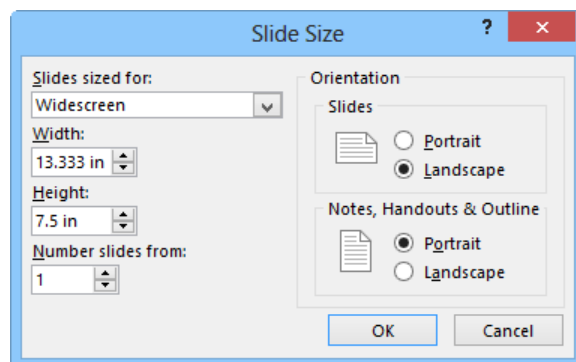 Slide Size
?
Slides sized for:
Widescreen
Width:
13.333 in
Height:
7.5 in
Number slides from:
1
Orientation
Slides
Portrait
Landscape
Notes, Handouts & Outline
Portrait
Landscape
OK
Cancel